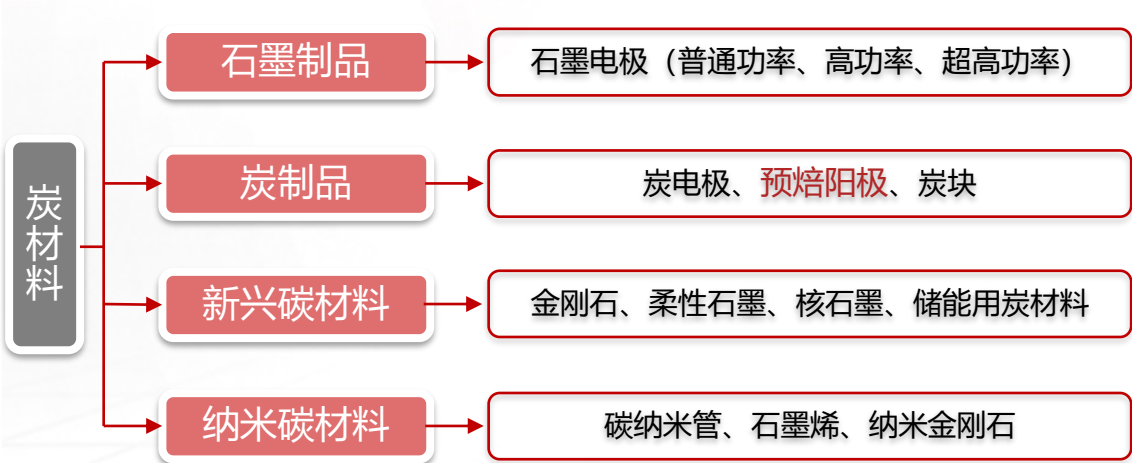 炭材料
石墨制品
石墨电极（普通功率、高功率、超高功率）
炭制品
炭电极、预焙阳极、炭块
新兴碳材料
金刚石、柔性石墨、核石墨、储能用炭材料
纳米碳材料
碳纳米管、石墨烯、纳米金刚石